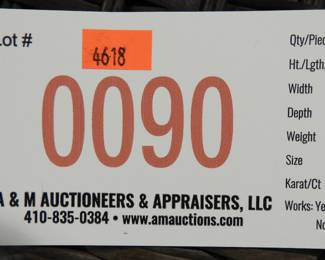 Lot #
4618
0090
A & M AUCTIONEERS & APPRAISERS, LLC
410-835-0384 • www.amauctions.com
Qty/Piec
Ht./Lgth.
Width
Depth
Weight
Size
Karat/Ct
Works: Ye
No